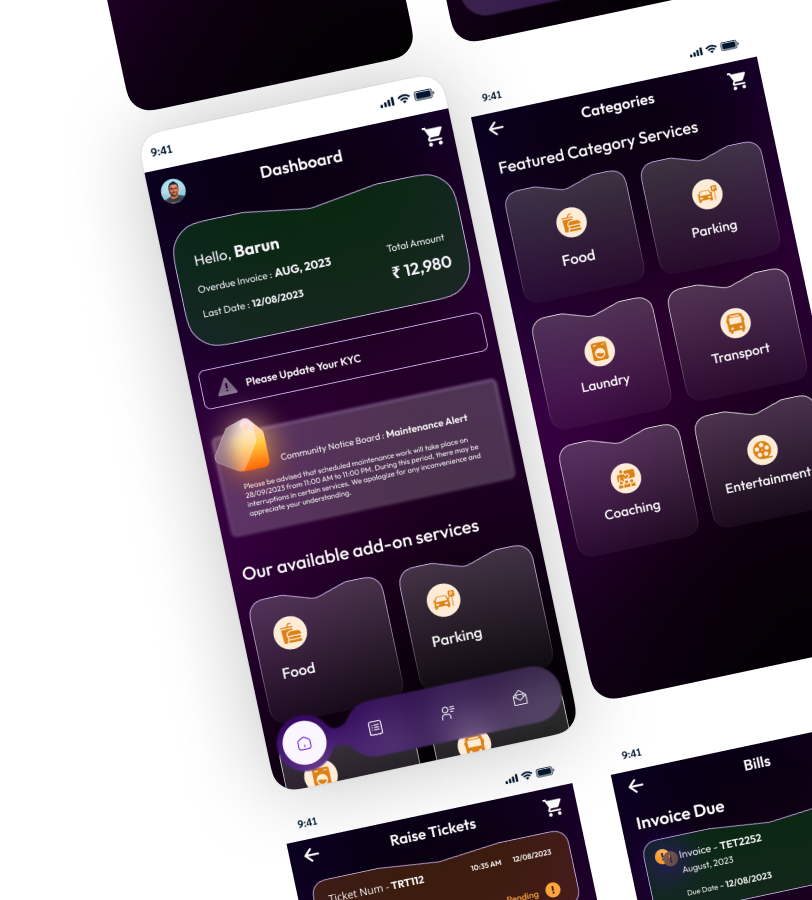 9:41
Dashboard
Hello, Barun
Overdue Invoice : AUG, 2023
Last Date : 12/08/2023
Total Amount
₹ 12,980
Please Update Your KYC
Community Notice Board : Maintenance Alert
Please be advised that scheduled maintenance work will take place on
28/09/2023 from 11:00 AM to 11:00 PM. During this period, there may be
interruptions in certain services. We apologize for any inconvenience and
appreciate your understanding.
Our available add-on services
Food
Parking
9:41
Categories
Featured Category Services
Food
Parking
Laundry
Transport
Coaching
Entertainment
9:41
Raise Tickets
Ticket Num - TRT112
10:35 AM 12/08/2023
Pending
9:41
Bills
Invoice Due
Invoice - TET2252
August, 2023
Due Date - 12/08/2023